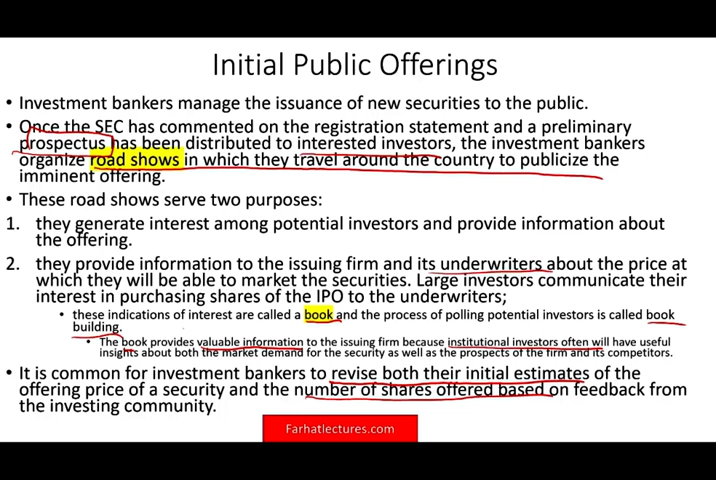 Initial Public Offerings
• Investment bankers manage the issuance of new securities to the public.
• Once the SEC has commented on the registration statement and a preliminary
prospectus has been distributed to interested investors, the investment bankers
organize road shows in which they travel around the country to publicize the
imminent offering.
• These road shows serve two purposes:
1. they generate interest among potential investors and provide information about
the offering.
2. they provide information to the issuing firm and its underwriters about the price at
which they will be able to market the securities. Large investors communicate their
interest in purchasing shares of the IPO to the underwriters;
• these indications of interest are called a book and the process of polling potential investors is called book
building.
• The book provides valuable information to the issuing firm because institutional investors often will have useful
insights about both the market demand for the security as well as the prospects of the firm and its competitors.
• It is common for investment bankers to revise both their initial estimates of the
offering price of a security and the number of shares offered based on feedback from
the investing community.
Farhatlectures.com